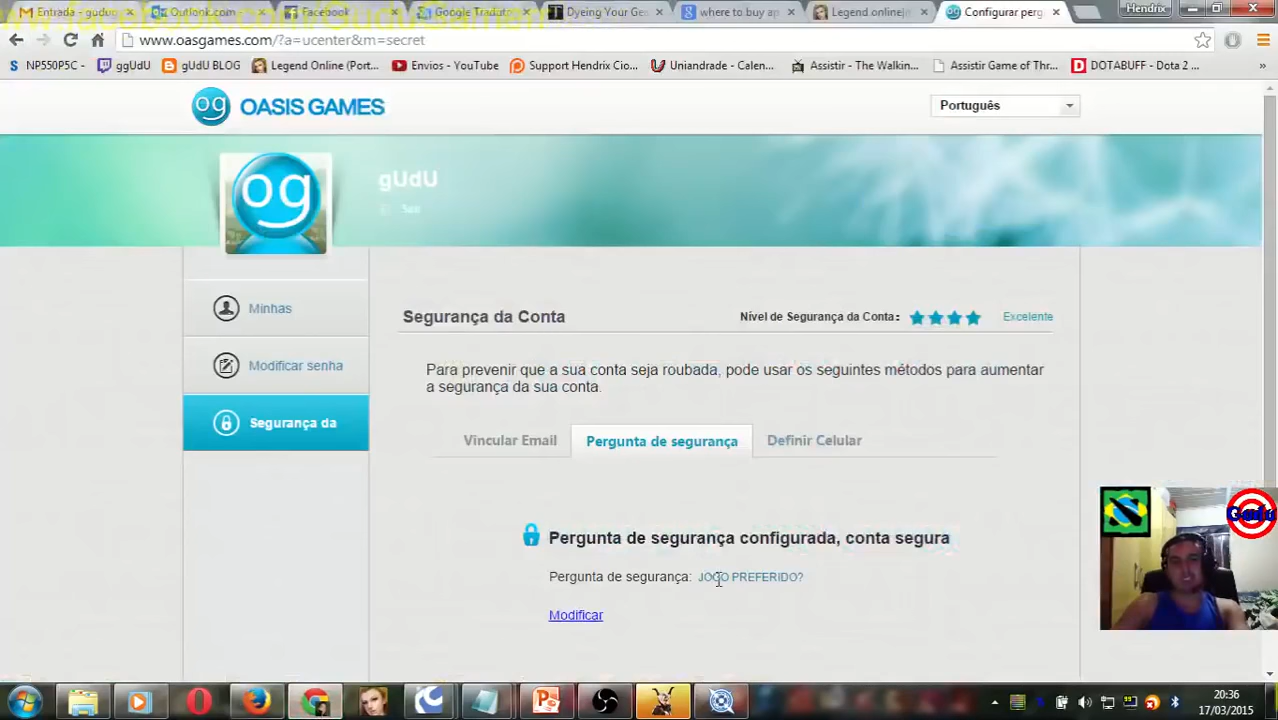 Entrada - gudug
Outlook.com -
Facebook
Google Tradutor
Dyeing Your Ge
where to buy ap
Legend online|
Configurar perg
Hendrix
www.oasgames.com/?a=ucenter&m=secret
NP550P5C -
ggUdU
gUdU BLOG
Legend Online (Port...
Envios - YouTube
Support Hendrix Cio...
Uniandrade - Calen...
Assistir - The Walkin...
Assistir Game of Thr...
DOTABUFF - Dota 2 ...
»
og OASIS GAMES
Português
og
gUdU
Minhas
Modificar senha
Segurança da
Segurança da Conta
Nível de Segurança da Conta:
Excelente
Para prevenir que a sua conta seja roubada, pode usar os seguintes métodos para aumentar
a segurança da sua conta.
Vincular Email
Pergunta de segurança
Definir Celular
Pergunta de segurança configurada, conta segura
Pergunta de segurança: JOGO PREFERIDO?
Modificar
Gudu
20:36
17/03/2015